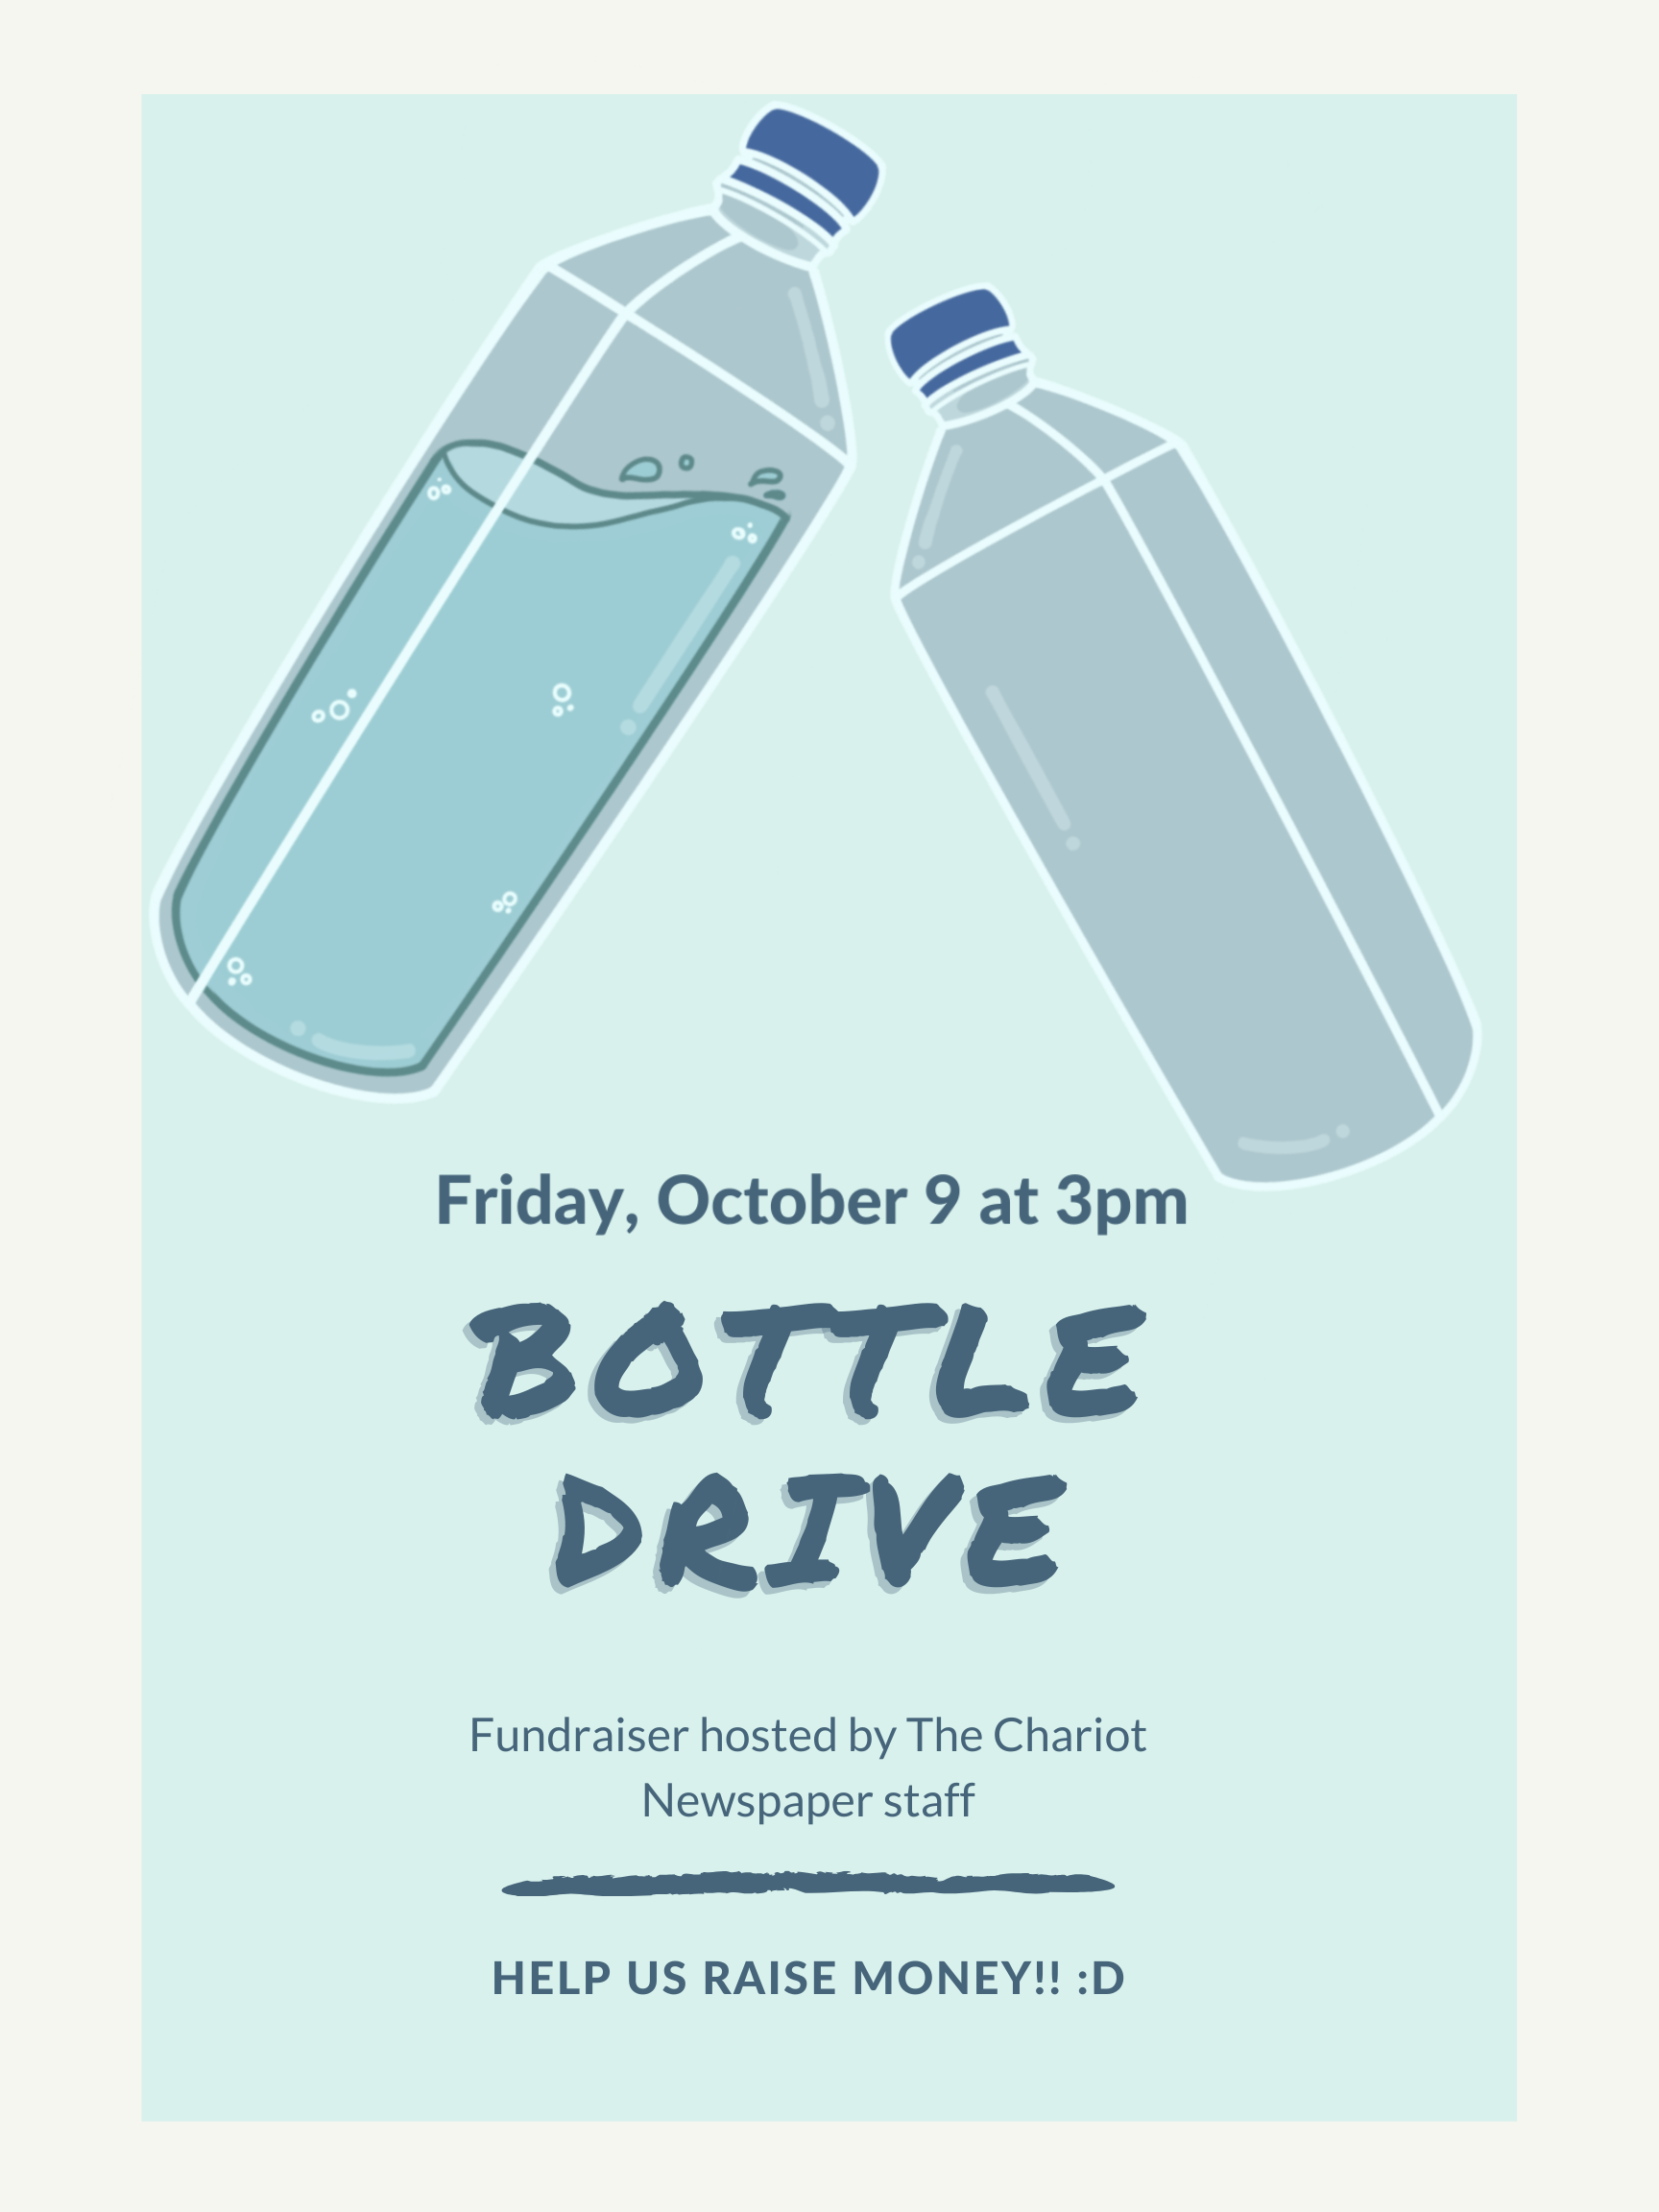 Friday, October 9 at 3pm
BOTTLE
DRIVE
Fundraiser hosted by The Chariot
Newspaper staff
HELP US RAISE MONEY!! :D